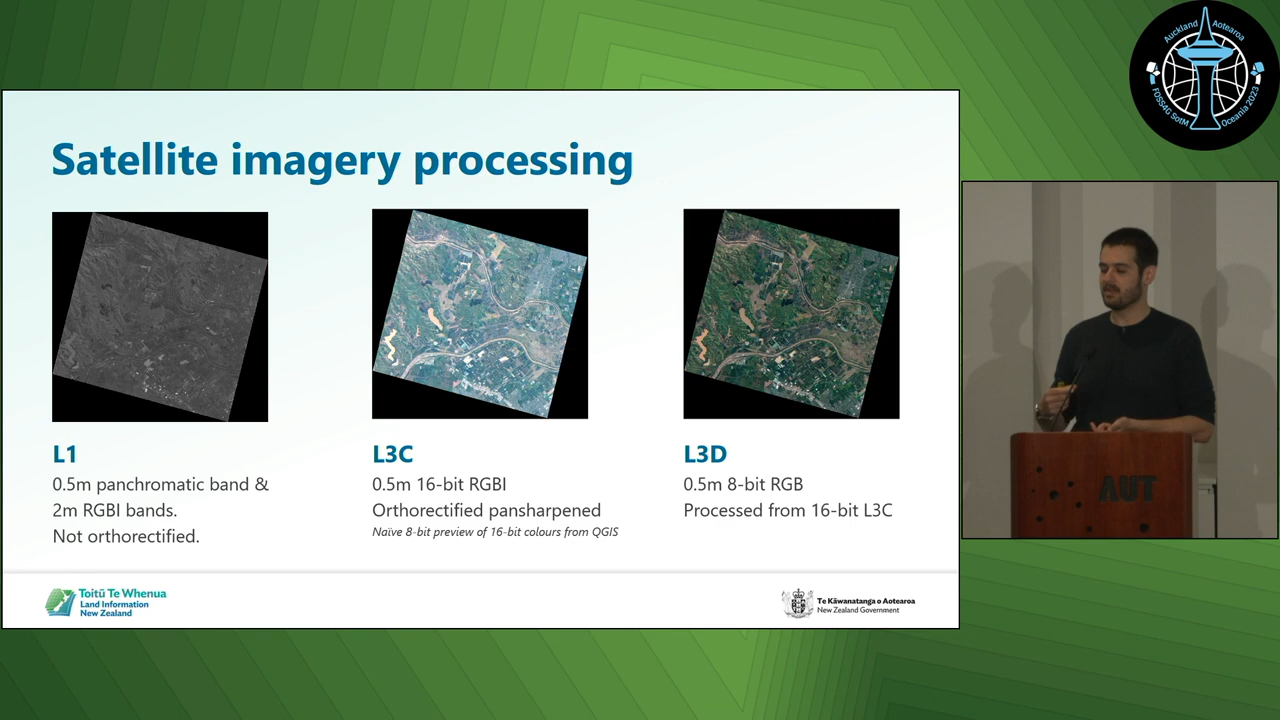 Auckland Aotearoa
FOSS4G SotM Oceania 2023
Satellite imagery processing
L1
0.5m panchromatic band &
2m RGBI bands.
Not orthorectified.
L3C
0.5m 16-bit RGBI
Orthorectified pansharpened
Naïve 8-bit preview of 16-bit colours from QGIS
L3D
0.5m 8-bit RGB
Processed from 16-bit L3C
Toitū Te Whenua
Land Information
New Zealand
Te Kāwanatanga o Aotearoa
New Zealand Government
AUT